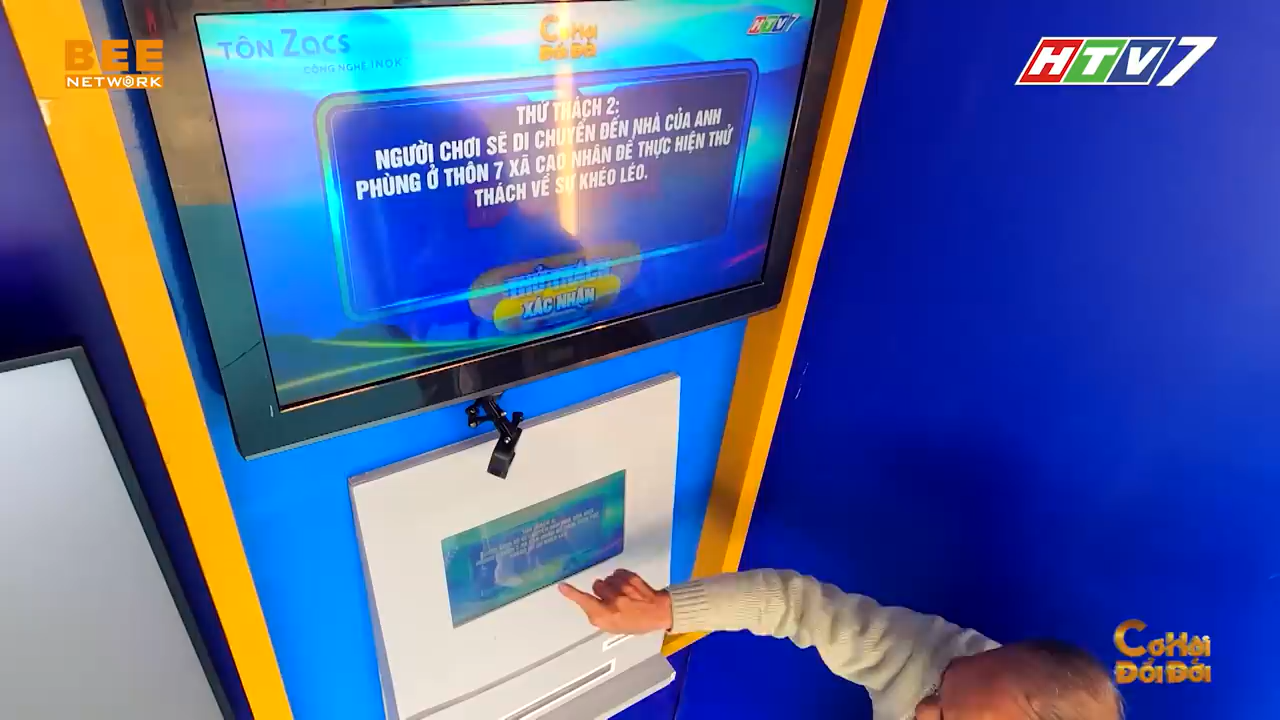 BEE
NETWORK
HTV7
TÔN Zacs
CÔNG NGHỆ INOX
CƠ HỘI
ĐỔI ĐỜI
HTV7
THỬ THÁCH 2:
NGƯỜI CHƠI SẼ DI CHUYỂN ĐẾN NHÀ CỦA ANH
PHÙNG Ở THÔN 7 XÃ CAO NHÂN ĐỂ THỰC HIỆN THỬ
THÁCH VỀ SỰ KHÉO LÉO.
THỬ THÁCH
XÁC NHẬN
CƠ HỘI
ĐỔI ĐỜI